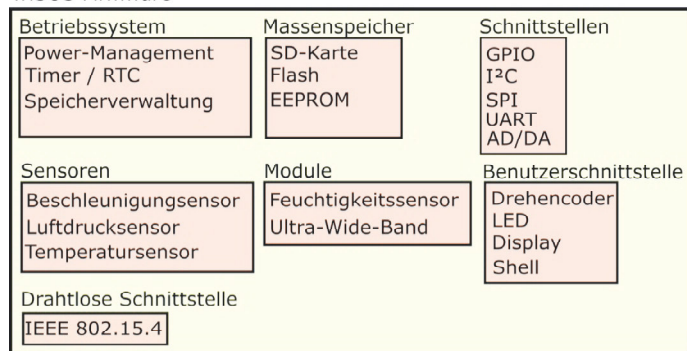 Betriebssystem
Power-Management
Timer / RTC
Speicherverwaltung
Massenspeicher
SD-Karte
Flash
EEPROM
Schnittstellen
GPIO
I²C
SPI
UART
AD/DA
Sensoren
Beschleunigungsensor
Luftdrucksensor
Temperatursensor
Module
Feuchtigkeitssensor
Ultra-Wide-Band
Benutzerschnittstelle
Drehencoder
LED
Display
Shell
Drahtlose Schnittstelle
IEEE 802.15.4